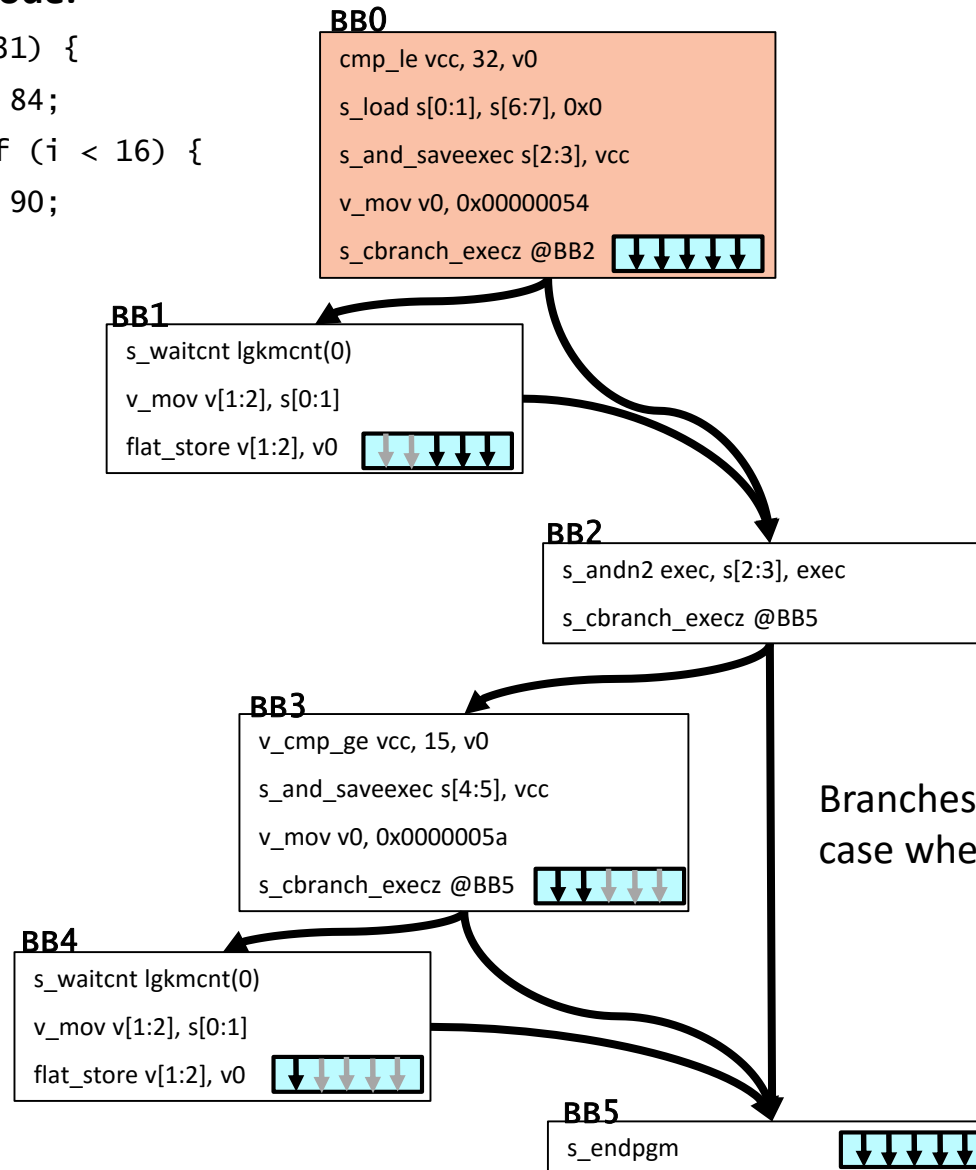 31) {
84;
(i < 16) {
90;
BB0
cmp_le vcc, 32, v0
s_load s[0:1], s[6:7], 0x0
s_and_saveexec s[2:3], vcc
v_mov v0, 0x00000054
s_cbranch_execz @BB2
BB1
s_waitcnt lgkmcnt(0)
v_mov v[1:2], s[0:1]
flat_store v[1:2], v0
BB2
s_andn2 exec, s[2:3], exec
s_cbranch_execz @BB5
BB3
v_cmp_ge vcc, 15, v0
s_and_saveexec s[4:5], vcc
v_mov v0, 0x0000005a
s_cbranch_execz @BB5
Branches
case
BB4
s_waitcnt lgkmcnt(0)
v_mov v[1:2], s[0:1]
flat_store v[1:2], v0
BB5
s_endpgm